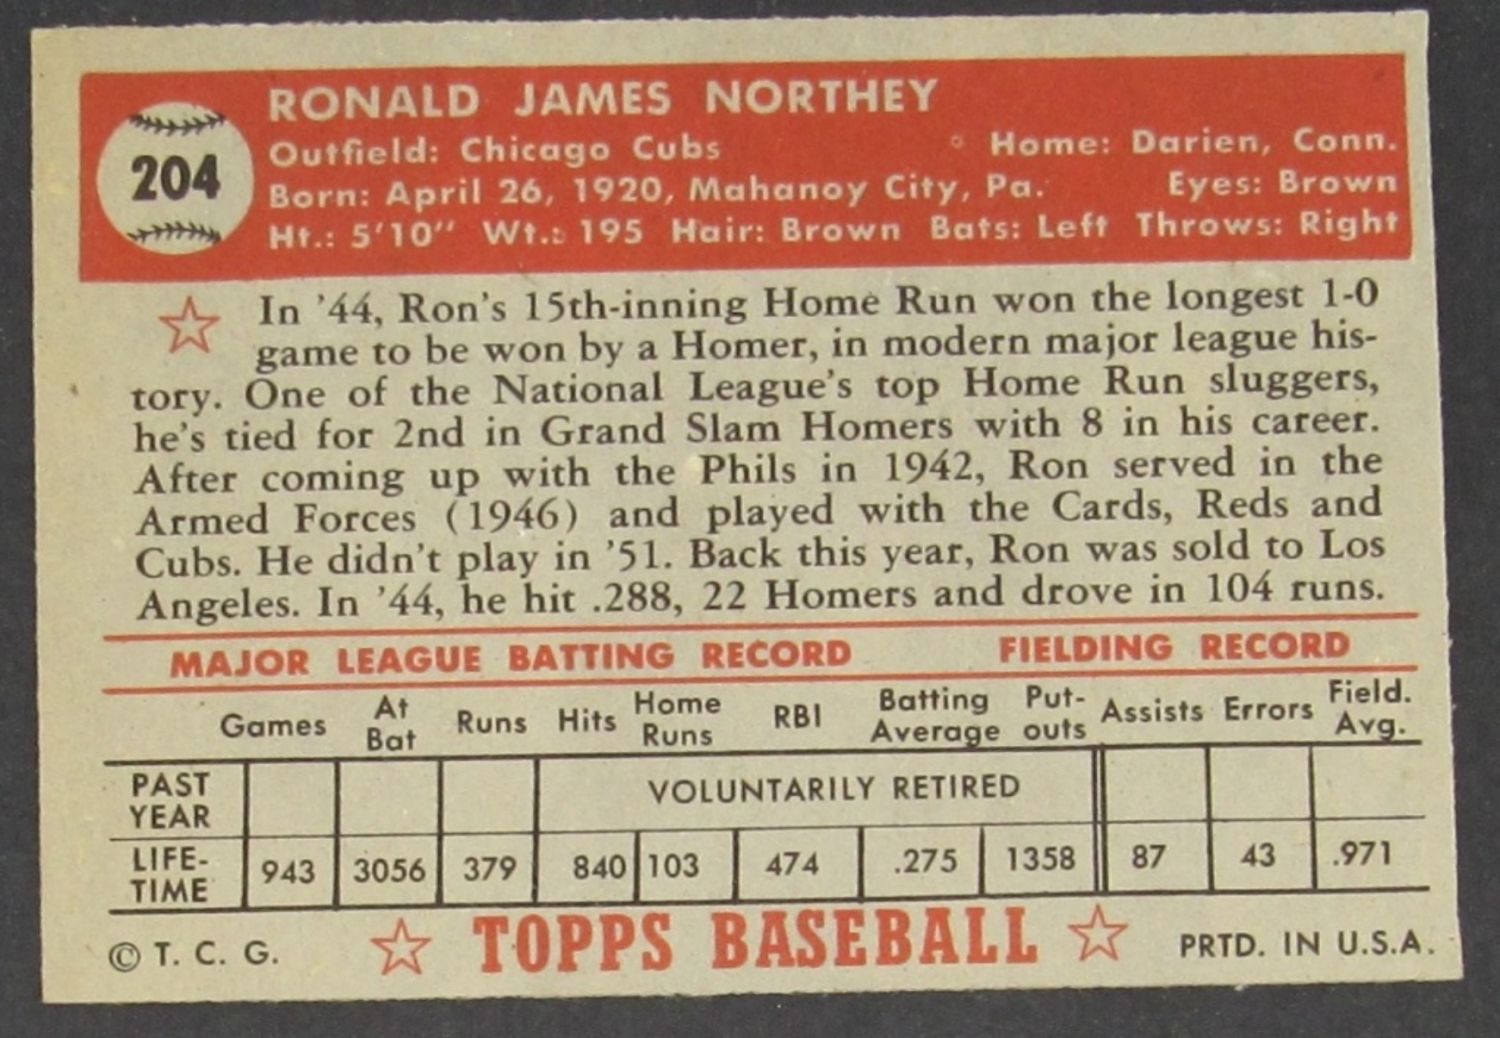 204
RONALD JAMES NORTHEY
Outfield: Chicago Cubs Home: Darien, Conn.
Born: April 26, 1920, Mahanoy City, Pa. Eyes: Brown
Ht.: 5'10" Wt.: 195 Hair: Brown Bats: Left Throws: Right
In '44, Ron's 15th-inning Home Run won the longest 1-0
game to be won by a Homer, in modern major league his-
tory. One of the National League's top Home Run sluggers,
he's tied for 2nd in Grand Slam Homers with 8 in his career.
After coming up with the Phils in 1942, Ron served in the
Armed Forces (1946) and played with the Cards, Reds and
Cubs. He didn't play in '51. Back this year, Ron was sold to Los
Angeles. In '44, he hit .288, 22 Homers and drove in 104 runs.
MAJOR LEAGUE BATTING RECORD FIELDING RECORD
Games At Bat Runs Hits Home Runs RBI Batting Average Put-outs Assists Errors Field. Avg.
PAST YEAR VOLUNTARILY RETIRED
LIFE-TIME 943 3056 379 840 103 474 .275 1358 87 43 .971
© T. C. G. TOPPS BASEBALL PRTD. IN U.S.A.